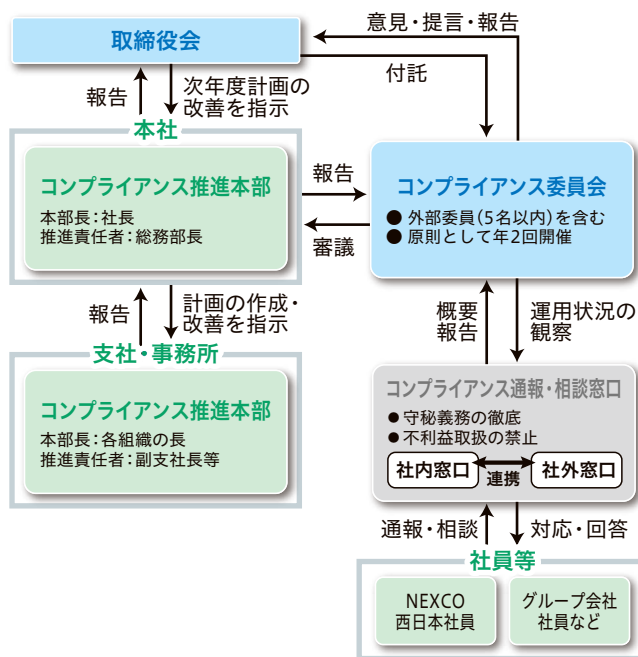 取締役会
意見・提言・報告
付託
報告
次年度計画の
改善を指示
本社
コンプライアンス推進本部
本部長：社長
推進責任者：総務部長
報告
審議
コンプライアンス委員会
● 外部委員（5名以内）を含む
● 原則として年2回開催
報告
計画の作成・
改善を指示
概要
報告
運用状況の
観察
支社・事務所
コンプライアンス推進本部
本部長：各組織の長
推進責任者：副支社長等
コンプライアンス通報・相談窓口
● 守秘義務の徹底
● 不利益取扱の禁止
社内窓口
連携
社外窓口
通報・相談
対応・回答
社員等
NEXCO
西日本社員
グループ会社
社員など